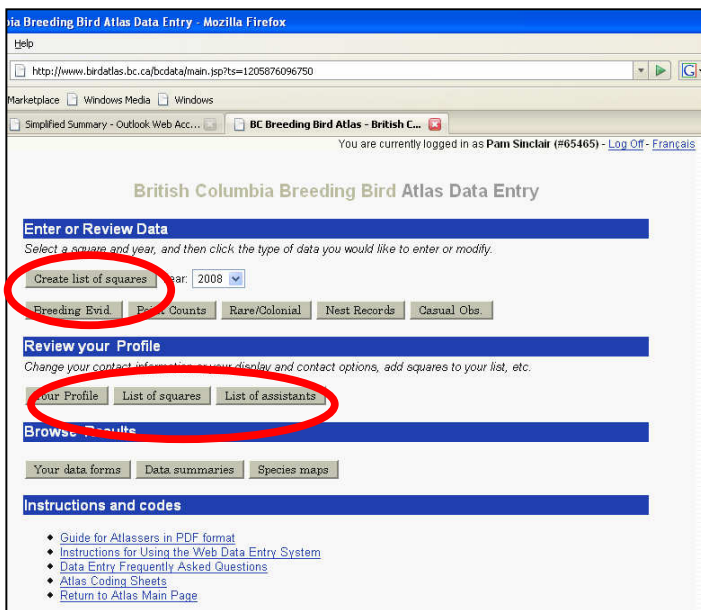 ia Breeding Bird Atlas Data Entry - Mozilla Firefox
Help
http://www.birdatlas.bc.ca/bcdata/main.jsp?ts=1205876096750
G
Marketplace Windows Media Windows
Simplified Summary - Outlook Web Acc... BC Breeding Bird Atlas - British C...
You are currently logged in as Pam Sinclair (#65465) - Log Off - Français
British Columbia Breeding Bird Atlas Data Entry
Enter or Review Data
Select a square and year, and then click the type of data you would like to enter or modify.
Create list of squares ear: 2008
Breeding Evid. Point Counts Rare/Colonial Nest Records Casual Obs.
Review your Profile
Change your contact information or your display and contact options, add squares to your list, etc.
Your Profile List of squares List of assistants
Browse Results
Your data forms Data summaries Species maps
Instructions and codes
Guide for Atlassers in PDF format
Instructions for Using the Web Data Entry System
Data Entry Frequently Asked Questions
Atlas Coding Sheets
Return to Atlas Main Page